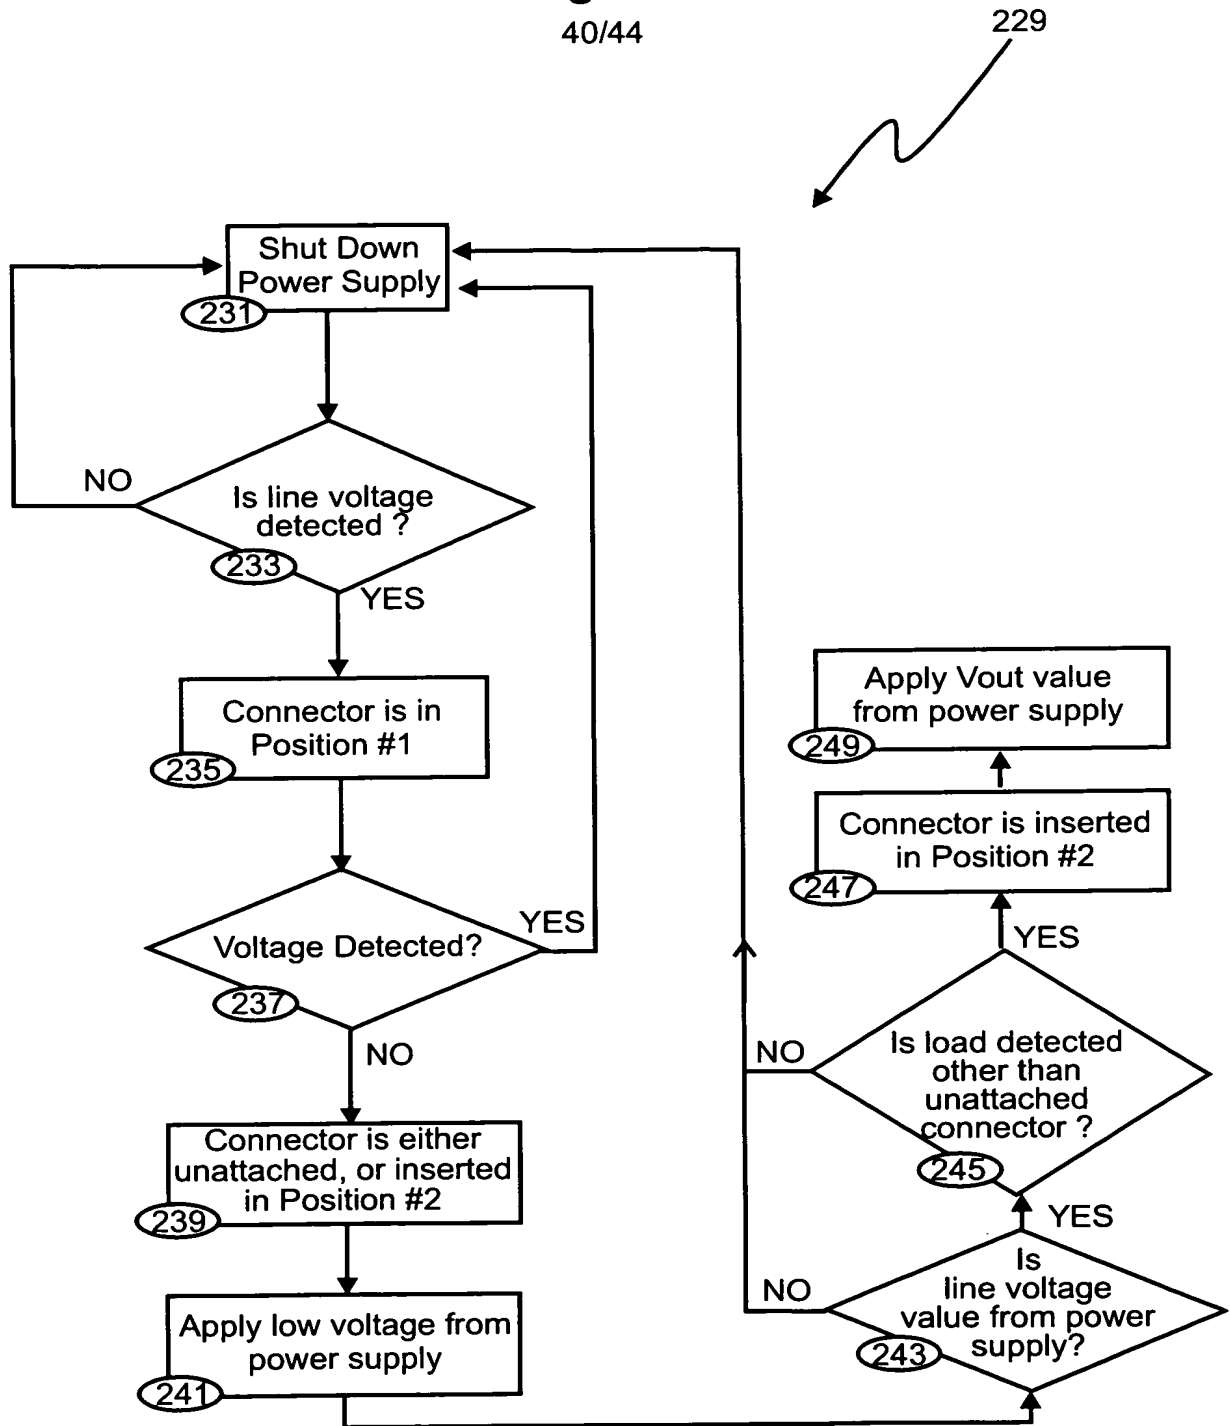 40/44
229
Shut Down
Power Supply
231
NO
Is line voltage
detected ?
233
YES
Connector is in
Position #1
235
Voltage Detected?
YES
237
NO
Connector is either
unattached, or inserted
in Position #2
239
Apply low voltage from
power supply
241
Apply Vout value
from power supply
249
Connector is inserted
in Position #2
247
YES
NO
Is load detected
other than
unattached
connector ?
245
YES
NO
Is
line voltage
value from power
supply?
243